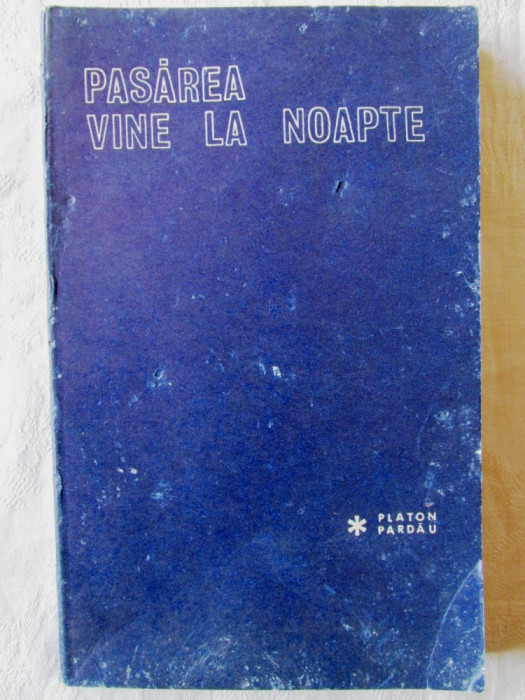 PASĂREA
VINE LA NOAPTE
* PLATON
PARDĂU